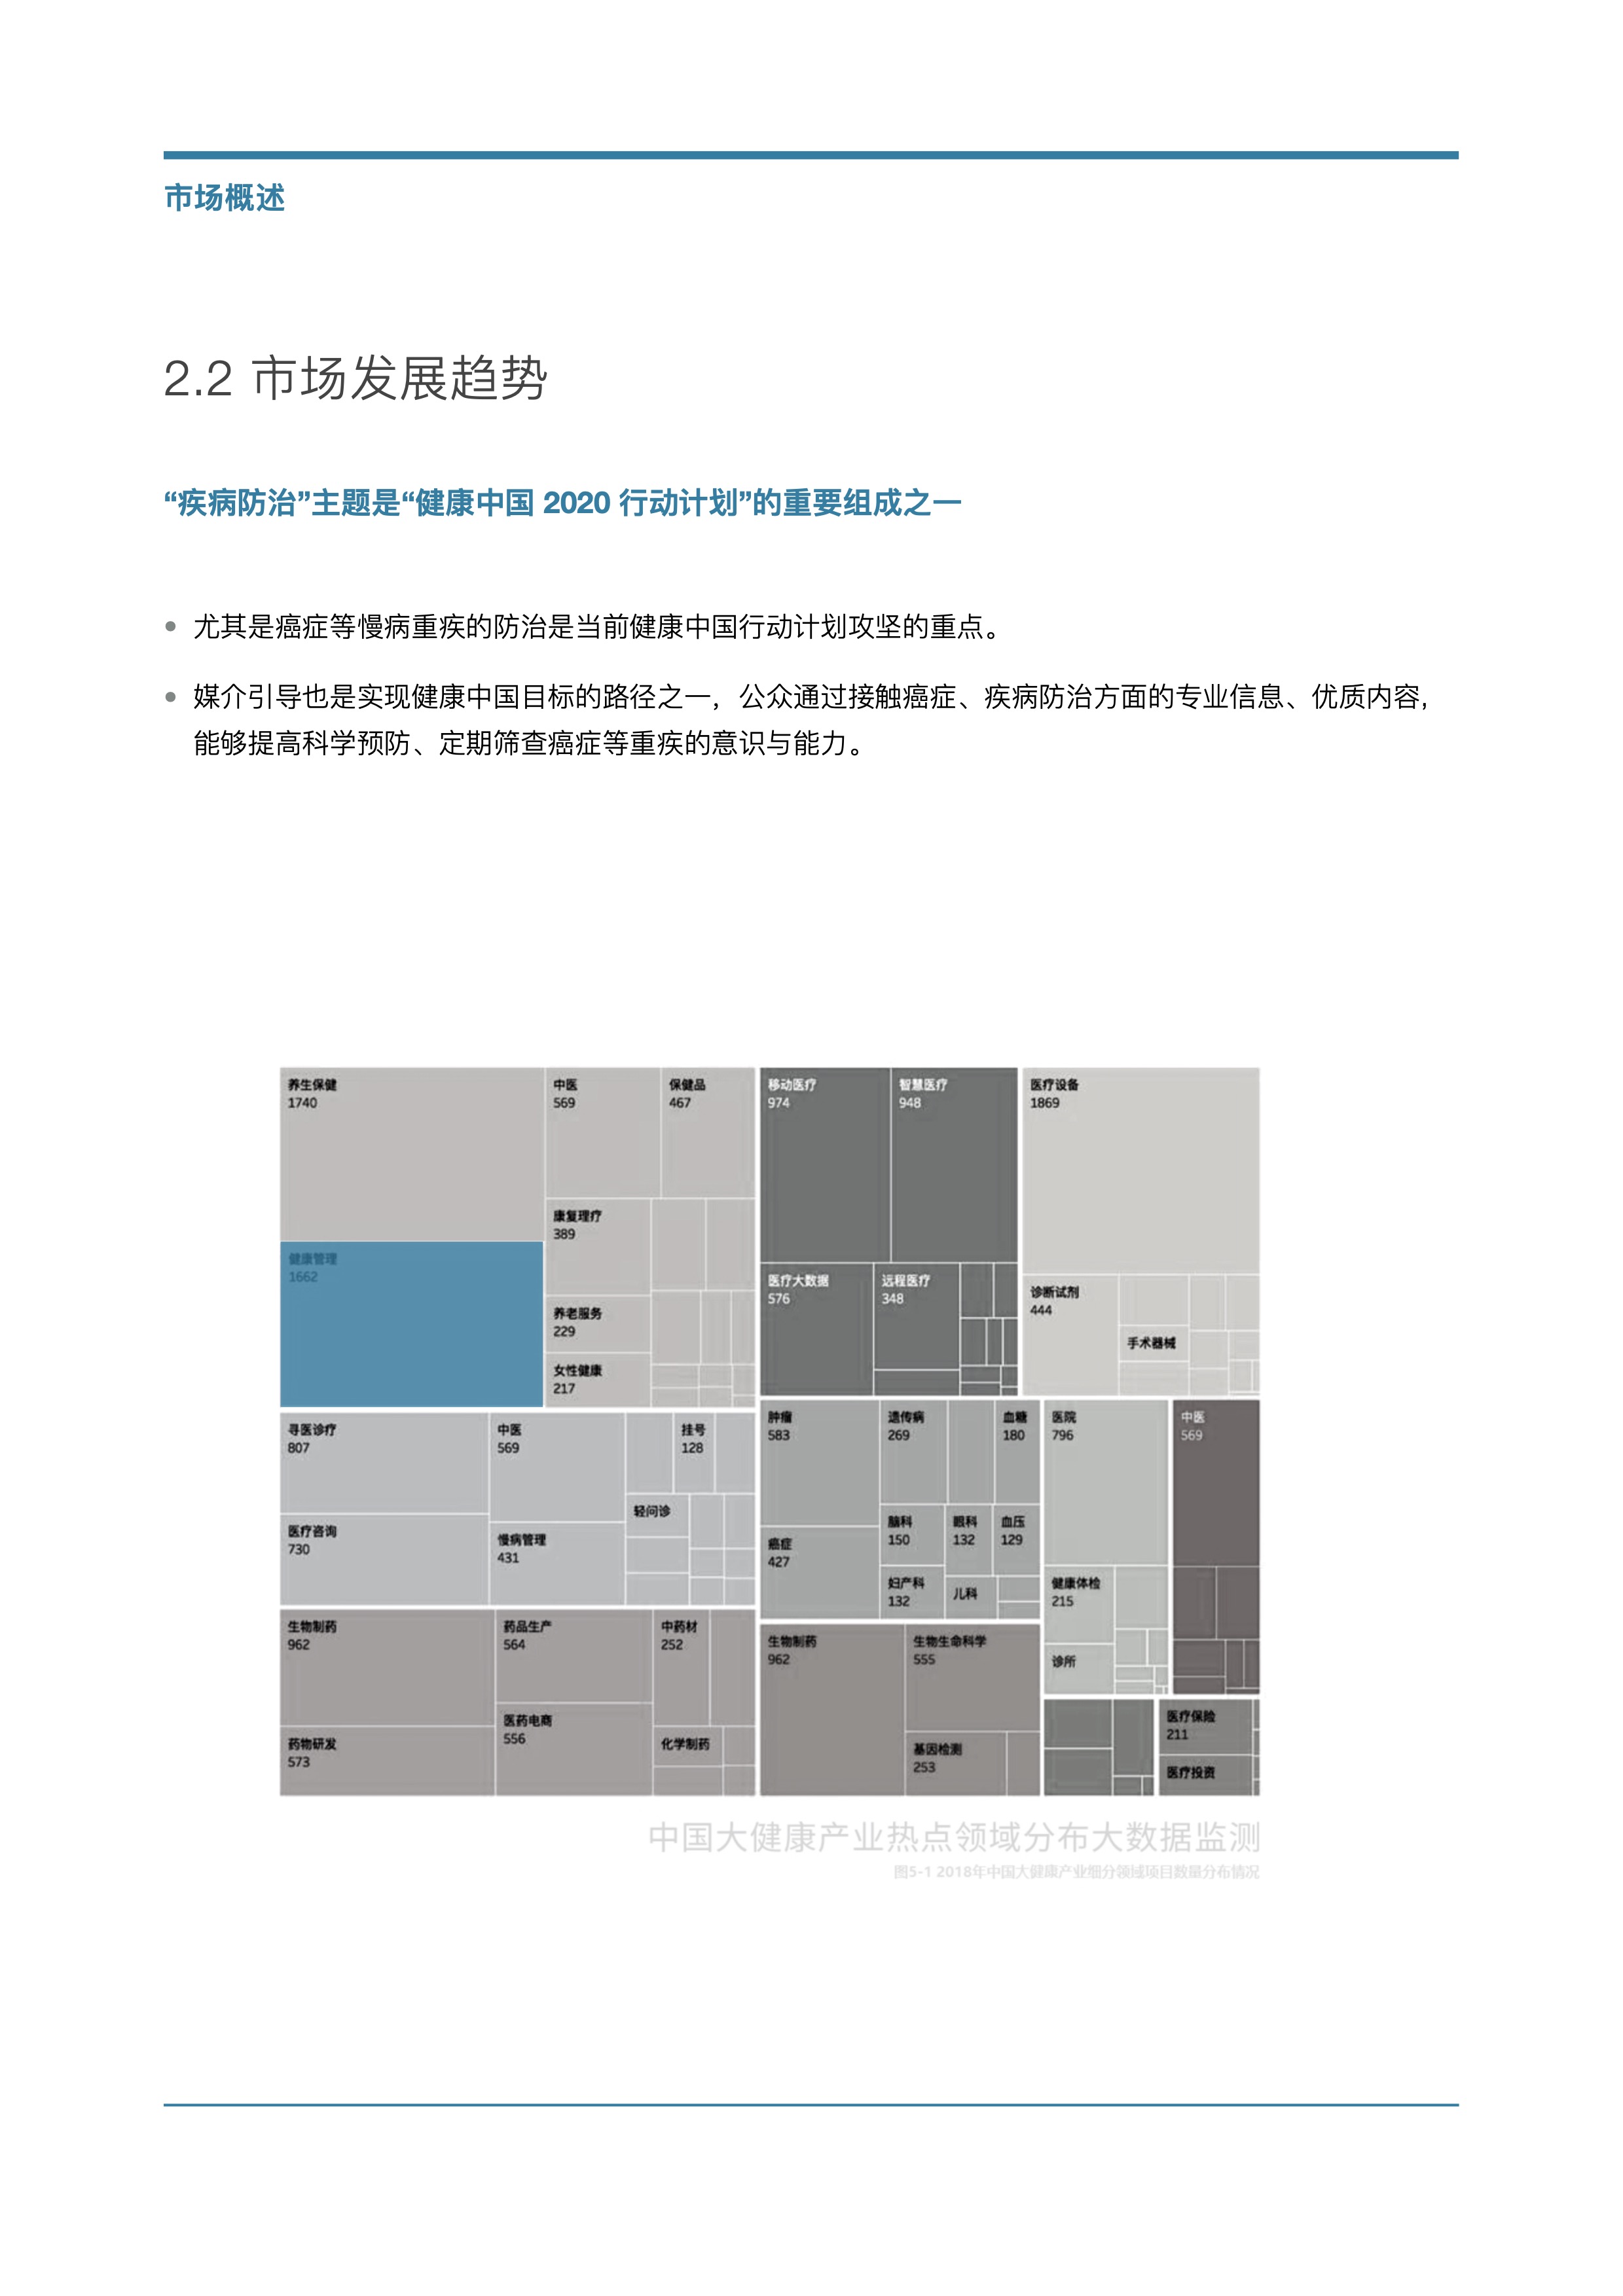 市场概述
2.2 市场发展趋势
“疾病防治”主题是“健康中国 2020 行动计划”的重要组成之一
尤其是癌症等慢病重疾的防治是当前健康中国行动计划攻坚的重点。
媒介引导也是实现健康中国目标的路径之一，公众通过接触癌症、疾病防治方面的专业信息、优质内容，
能够提高科学预防、定期筛查癌症等重疾的意识与能力。
养生保健
1740
中医
569
保健品
467
健康管理
1662
康复理疗
389
养老服务
229
女性健康
217
移动医疗
974
智慧医疗
948
医疗大数据
576
远程医疗
348
医疗设备
1869
诊断试剂
444
手术器械
寻医诊疗
807
中医
569
挂号
128
轻问诊
医疗咨询
730
慢病管理
431
肿瘤
583
遗传病
269
血糖
180
癌症
427
脑科
150
眼科
132
血压
129
妇产科
132
儿科
医院
796
中医
569
健康体检
215
诊所
生物制药
962
药品生产
564
中药材
252
药物研发
573
医药电商
556
化学制药
生物制药
962
生物生命科学
555
基因检测
253
医疗保险
211
医疗投资
中国大健康产业热点领域分布大数据监测
图5-1 2018年中国大健康产业细分领域项目数量分布情况